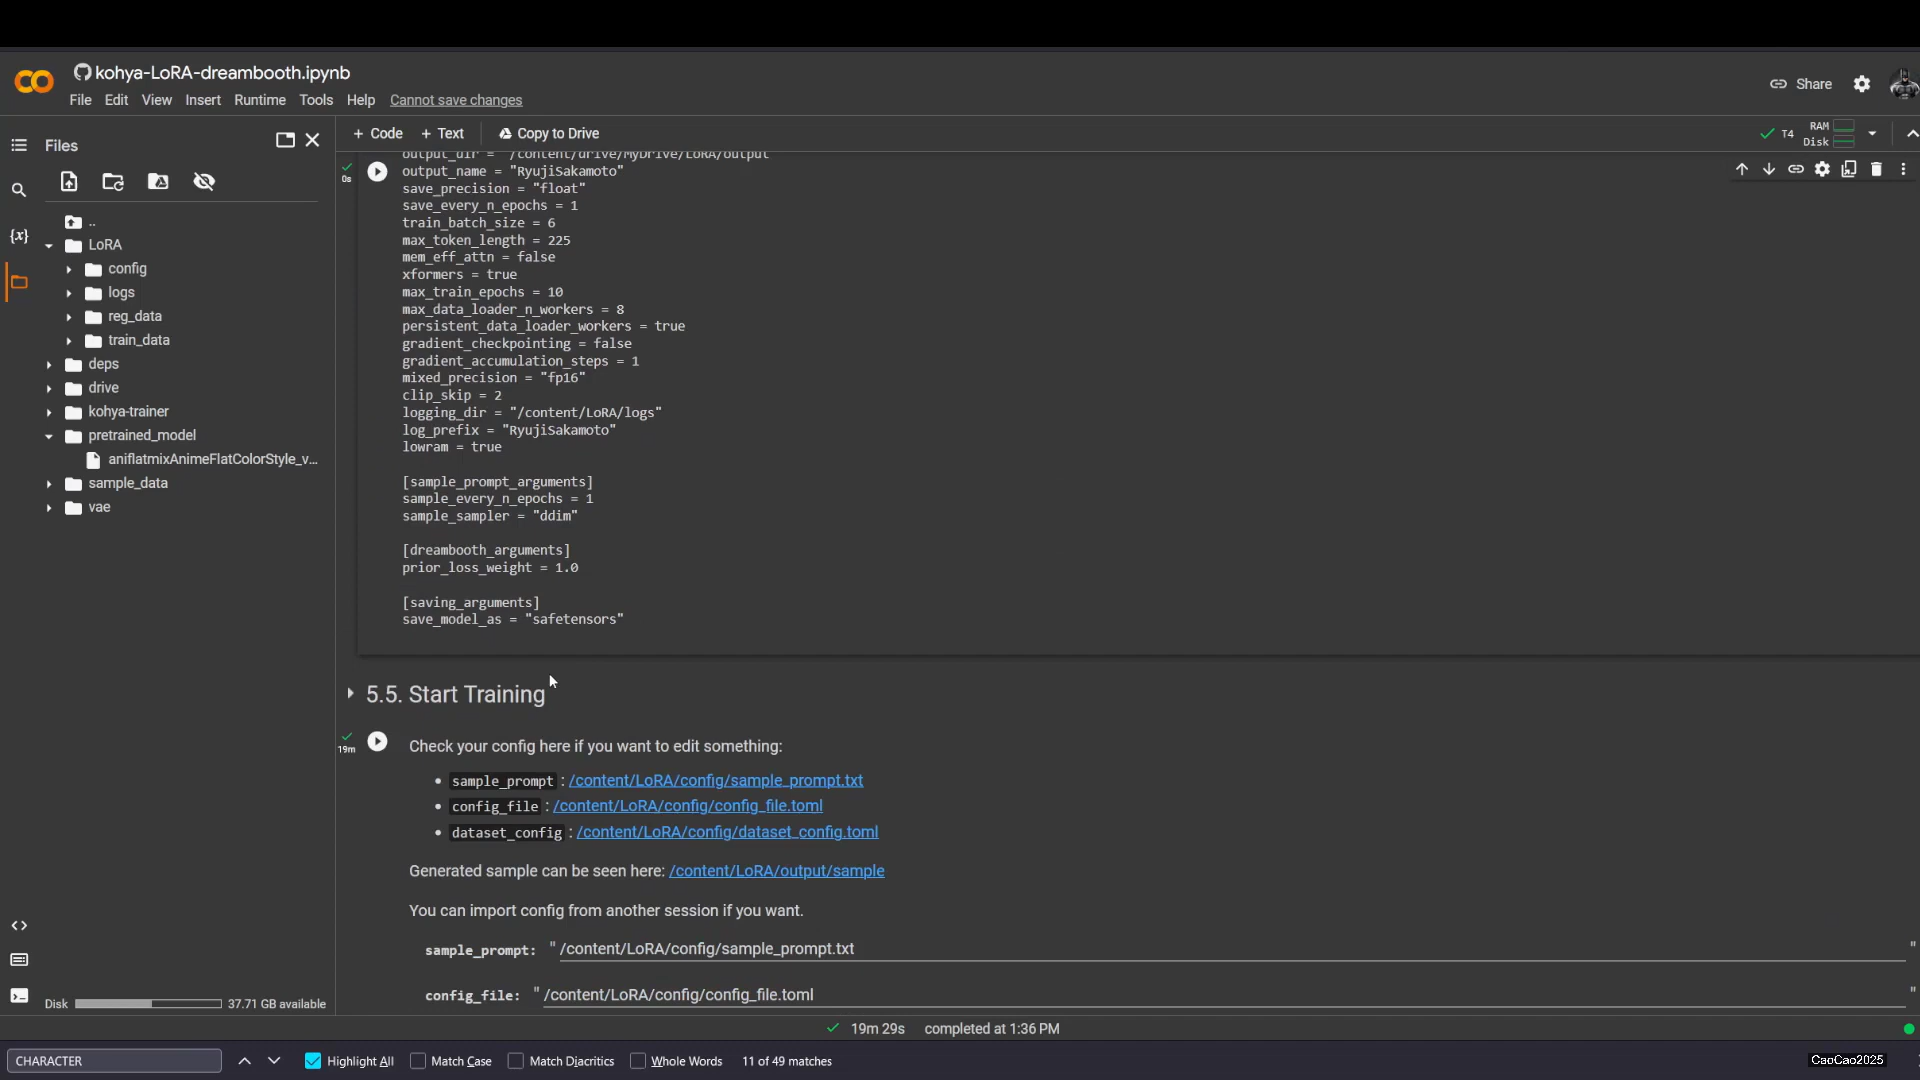 kohya-LoRA-dreambooth.ipynb
File Edit View Insert Runtime Tools Help Cannot save changes
Share
Files
+ Code + Text Copy to Drive
T4 RAM
Disk
..
LoRA
config
logs
reg_data
train_data
deps
drive
kohya-trainer
pretrained_model
aniflatmixAnimeFlatColorStyle_v...
sample_data
vae
{x}
Disk 37.71 GB available
0s
output_dir = "/content/drive/MyDrive/LoRA/output"
output_name = "RyujiSakamoto"
save_precision = "float"
save_every_n_epochs = 1
train_batch_size = 6
max_token_length = 225
mem_eff_attn = false
xformers = true
max_train_epochs = 10
max_data_loader_n_workers = 8
persistent_data_loader_workers = true
gradient_checkpointing = false
gradient_accumulation_steps = 1
mixed_precision = "fp16"
clip_skip = 2
logging_dir = "/content/LoRA/logs"
log_prefix = "RyujiSakamoto"
lowram = true
[sample_prompt_arguments]
sample_every_n_epochs = 1
sample_sampler = "ddim"
[dreambooth_arguments]
prior_loss_weight = 1.0
[saving_arguments]
save_model_as = "safetensors"
5.5. Start Training
19m
Check your config here if you want to edit something:
• sample_prompt : /content/LoRA/config/sample_prompt.txt
• config_file : /content/LoRA/config/config_file.toml
• dataset_config : /content/LoRA/config/dataset_config.toml
Generated sample can be seen here: /content/LoRA/output/sample
You can import config from another session if you want.
sample_prompt: " /content/LoRA/config/sample_prompt.txt "
config_file: " /content/LoRA/config/config_file.toml "
19m 29s completed at 1:36 PM
CHARACTER Highlight All Match Case Match Diacritics Whole Words 11 of 49 matches
CaoCao2025